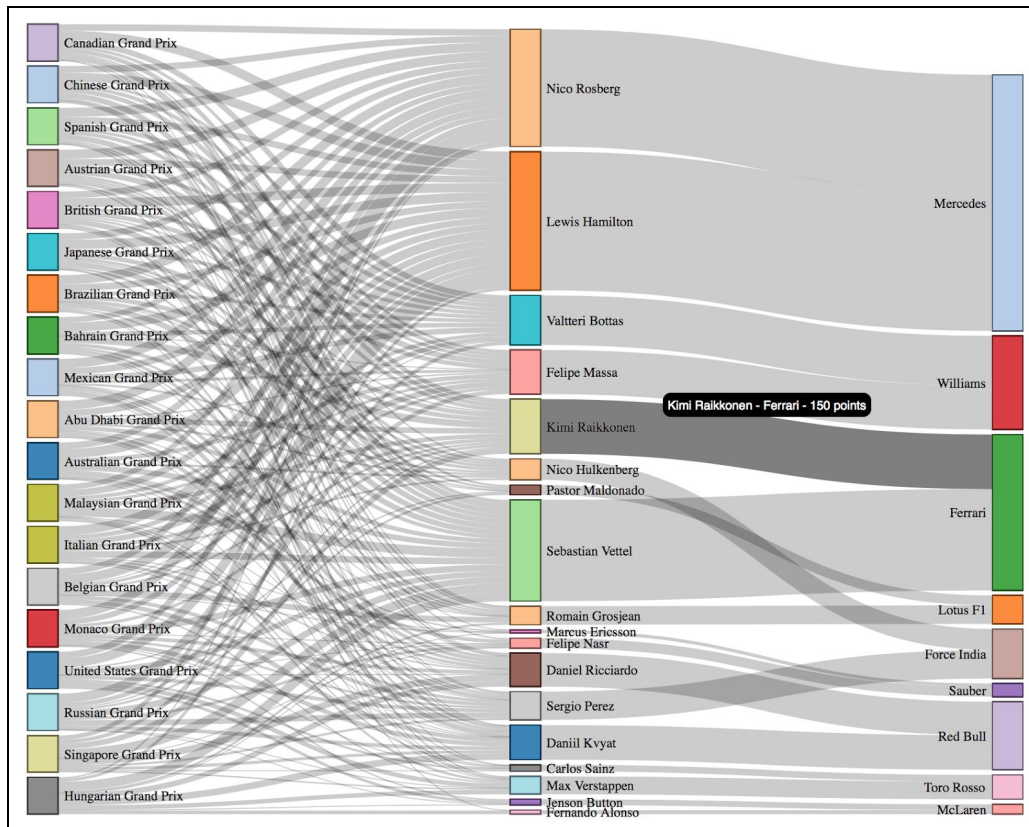 Canadian Grand Prix
Chinese Grand Prix
Spanish Grand Prix
Austrian Grand Prix
British Grand Prix
Japanese Grand Prix
Brazilian Grand Prix
Bahrain Grand Prix
Mexican Grand Prix
Abu Dhabi Grand Prix
Australian Grand Prix
Malaysian Grand Prix
Italian Grand Prix
Belgian Grand Prix
Monaco Grand Prix
United States Grand Prix
Russian Grand Prix
Singapore Grand Prix
Hungarian Grand Prix
Nico Rosberg
Lewis Hamilton
Valtteri Bottas
Felipe Massa
Kimi Raikkonen
Nico Hulkenberg
Pastor Maldonado
Sebastian Vettel
Romain Grosjean
Marcus Ericsson
Felipe Nasr
Daniel Ricciardo
Sergio Perez
Daniil Kvyat
Carlos Sainz
Max Verstappen
Jenson Button
Fernando Alonso
Kimi Raikkonen - Ferrari - 150 points
Mercedes
Williams
Ferrari
Lotus F1
Force India
Sauber
Red Bull
Toro Rosso
McLaren